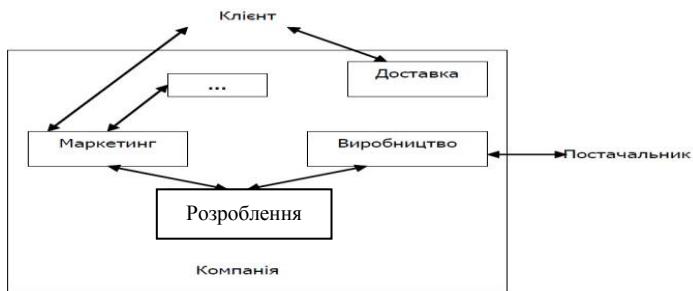 Клієнт
...
Доставка
Маркетинг
Виробництво
Постачальник
Розроблення
Компанія